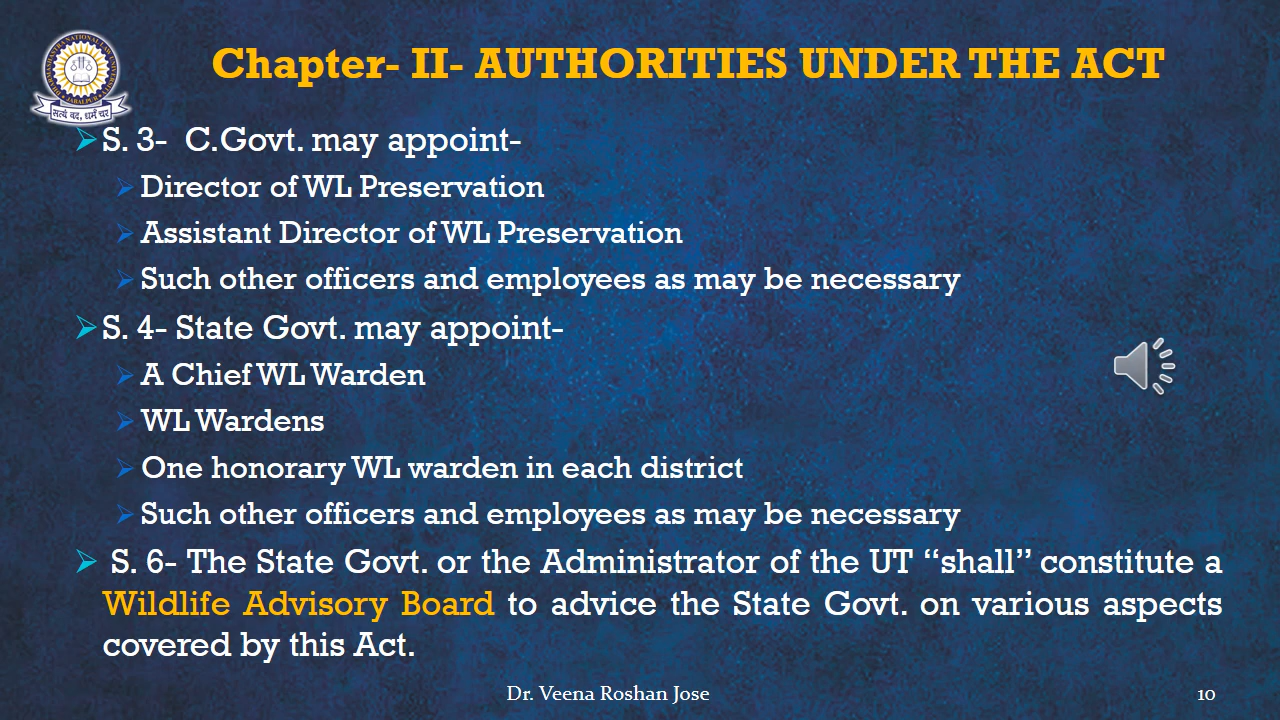 Chapter- II- AUTHORITIES UNDER THE ACT
सत्यं वद, धर्मं चर
S. 3- C.Govt. may appoint-
Director of WL Preservation
Assistant Director of WL Preservation
Such other officers and employees as may be necessary
S. 4- State Govt. may appoint-
A Chief WL Warden
WL Wardens
One honorary WL warden in each district
Such other officers and employees as may be necessary
S. 6- The State Govt. or the Administrator of the UT “shall” constitute a
Wildlife Advisory Board to advice the State Govt. on various aspects
covered by this Act.
Dr. Veena Roshan Jose
10